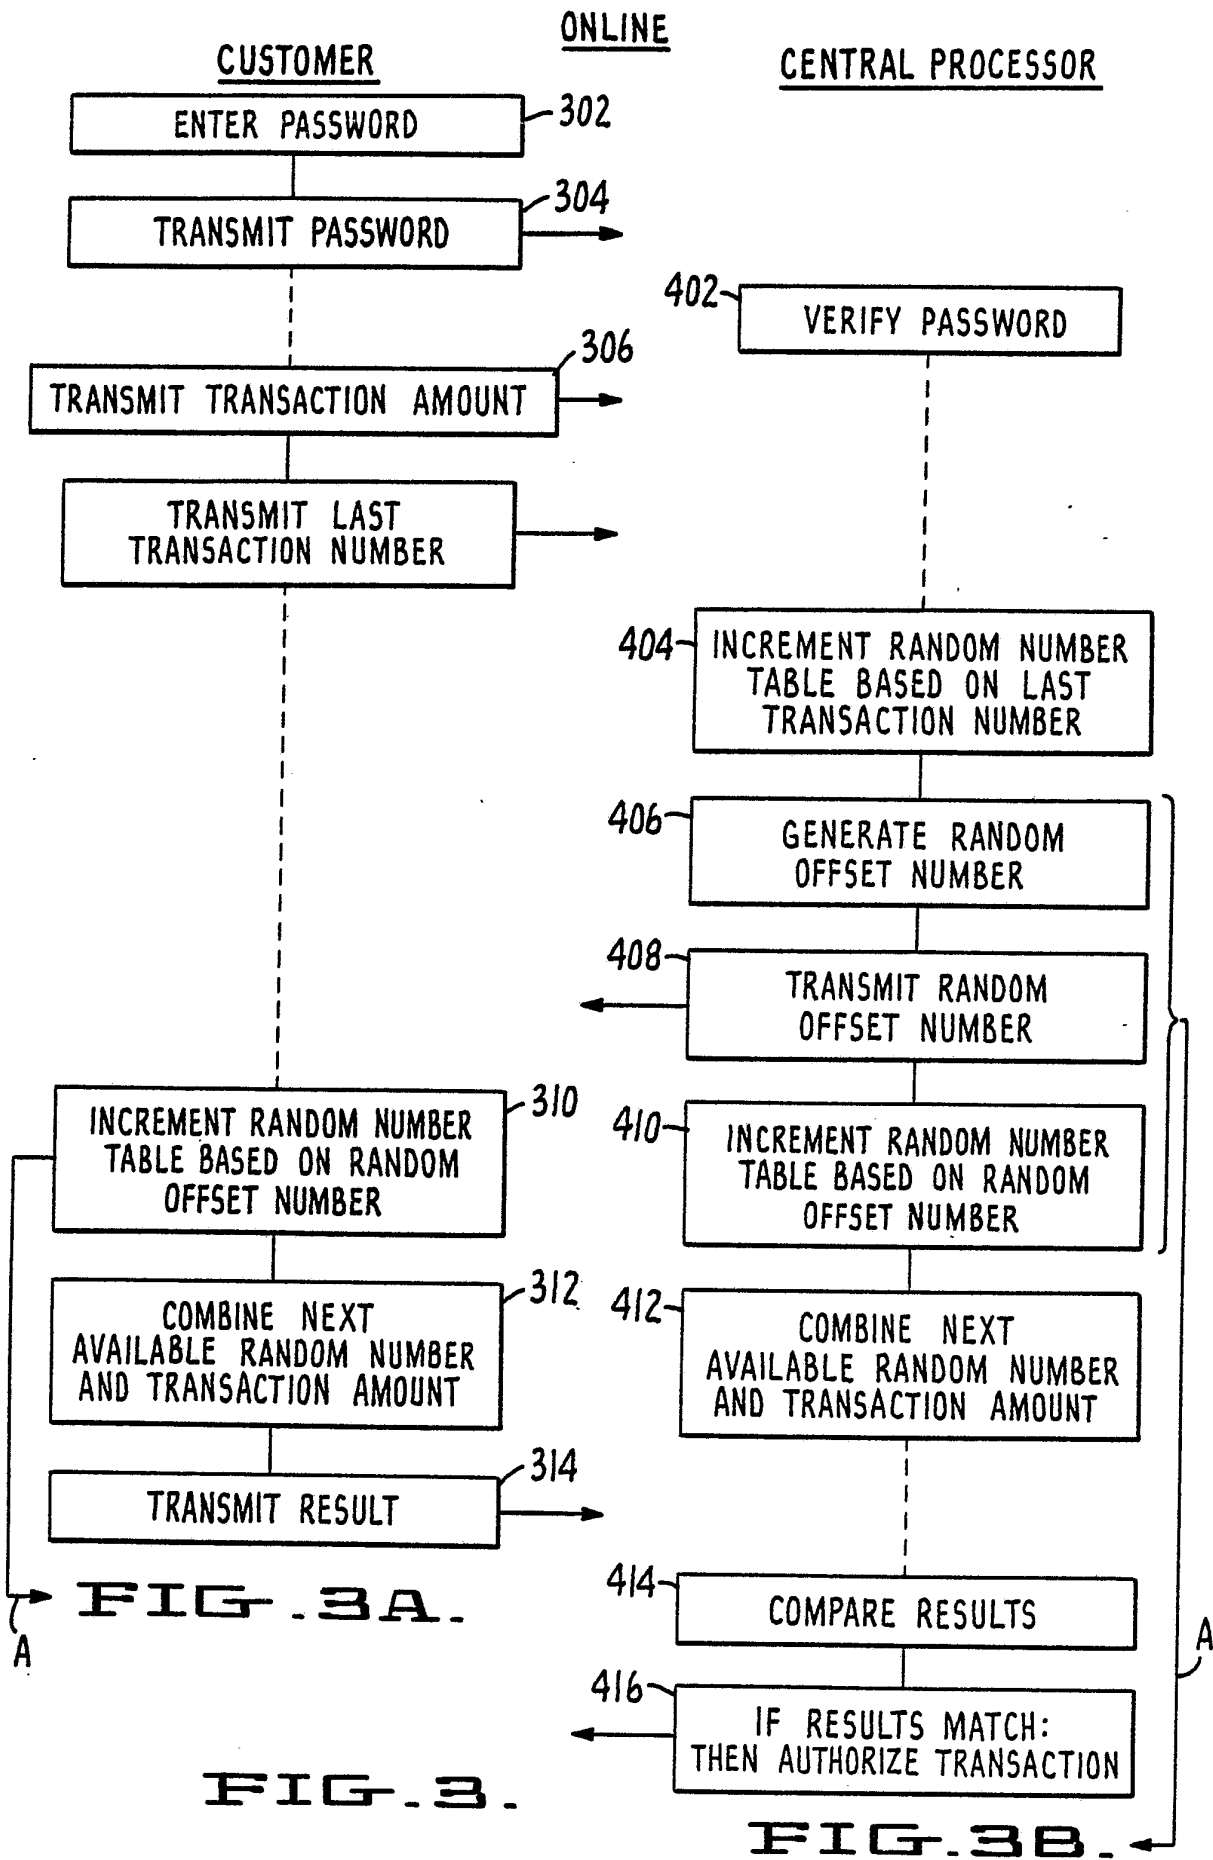 ONLINE
CUSTOMER
CENTRAL PROCESSOR
ENTER PASSWORD
302
TRANSMIT PASSWORD
304
402
VERIFY PASSWORD
306
TRANSMIT TRANSACTION AMOUNT
TRANSMIT LAST
TRANSACTION NUMBER
404
INCREMENT RANDOM NUMBER
TABLE BASED ON LAST
TRANSACTION NUMBER
406
GENERATE RANDOM
OFFSET NUMBER
408
TRANSMIT RANDOM
OFFSET NUMBER
310
INCREMENT RANDOM NUMBER
TABLE BASED ON RANDOM
OFFSET NUMBER
410
INCREMENT RANDOM NUMBER
TABLE BASED ON RANDOM
OFFSET NUMBER
312
COMBINE NEXT
AVAILABLE RANDOM NUMBER
AND TRANSACTION AMOUNT
412
COMBINE NEXT
AVAILABLE RANDOM NUMBER
AND TRANSACTION AMOUNT
314
TRANSMIT RESULT
414
COMPARE RESULTS
FIG.3A.
A
A
416
IF RESULTS MATCH:
THEN AUTHORIZE TRANSACTION
FIG.3.
FIG.3B.